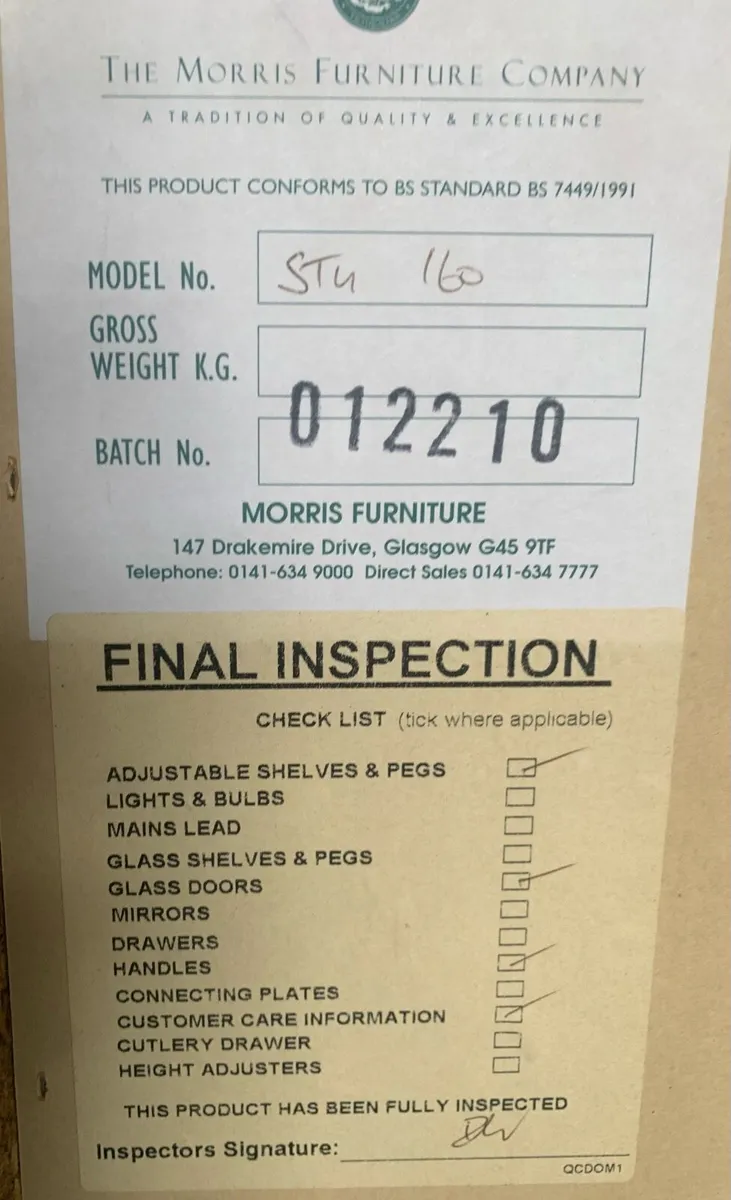 THE MORRIS FURNITURE COMPANY
A TRADITION OF QUALITY & EXCELLENCE
THIS PRODUCT CONFORMS TO BS STANDARD BS 7449/1991
MODEL No. STU 160
GROSS
WEIGHT K.G.
012210
BATCH No.
MORRIS FURNITURE
147 Drakemire Drive, Glasgow G45 9TF
Telephone: 0141-634 9000 Direct Sales 0141-634 7777
FINAL INSPECTION
CHECK LIST (tick where applicable)
ADJUSTABLE SHELVES & PEGS
LIGHTS & BULBS
MAINS LEAD
GLASS SHELVES & PEGS
GLASS DOORS
MIRRORS
DRAWERS
HANDLES
CONNECTING PLATES
CUSTOMER CARE INFORMATION
CUTLERY DRAWER
HEIGHT ADJUSTERS
THIS PRODUCT HAS BEEN FULLY INSPECTED
Inspectors Signature:
QCDOM1